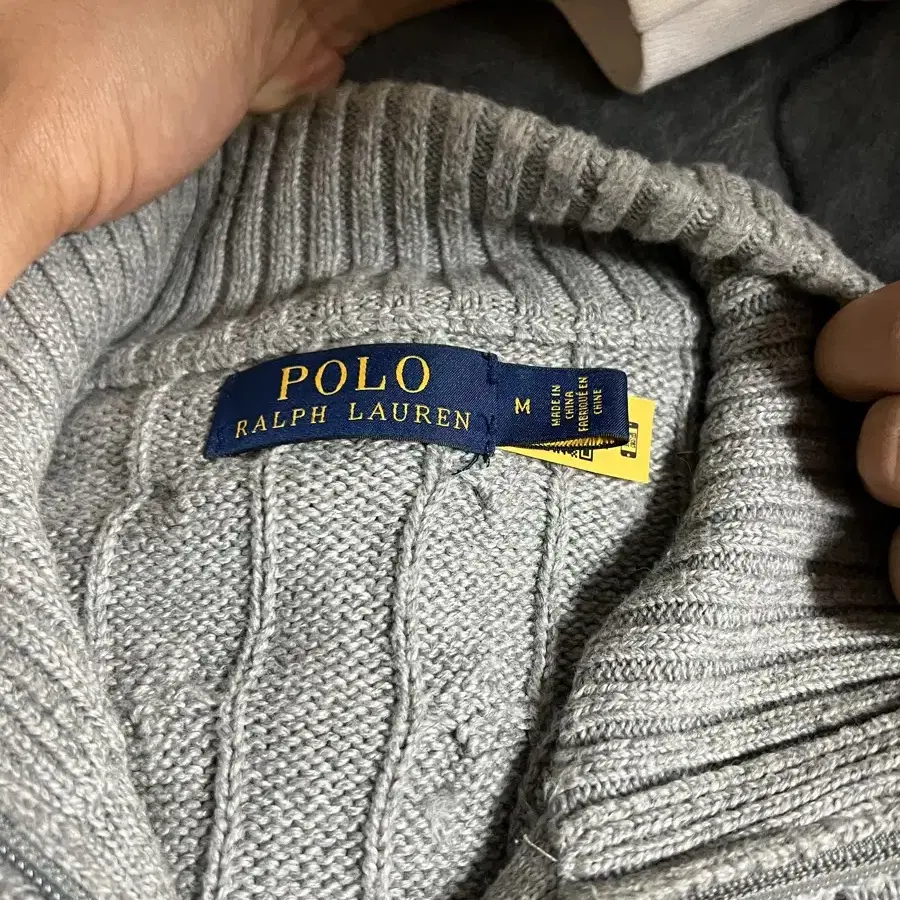 POLO
RALPH LAUREN
M
MADE IN
CHINA
FABRIQUÉ EN
CHINE